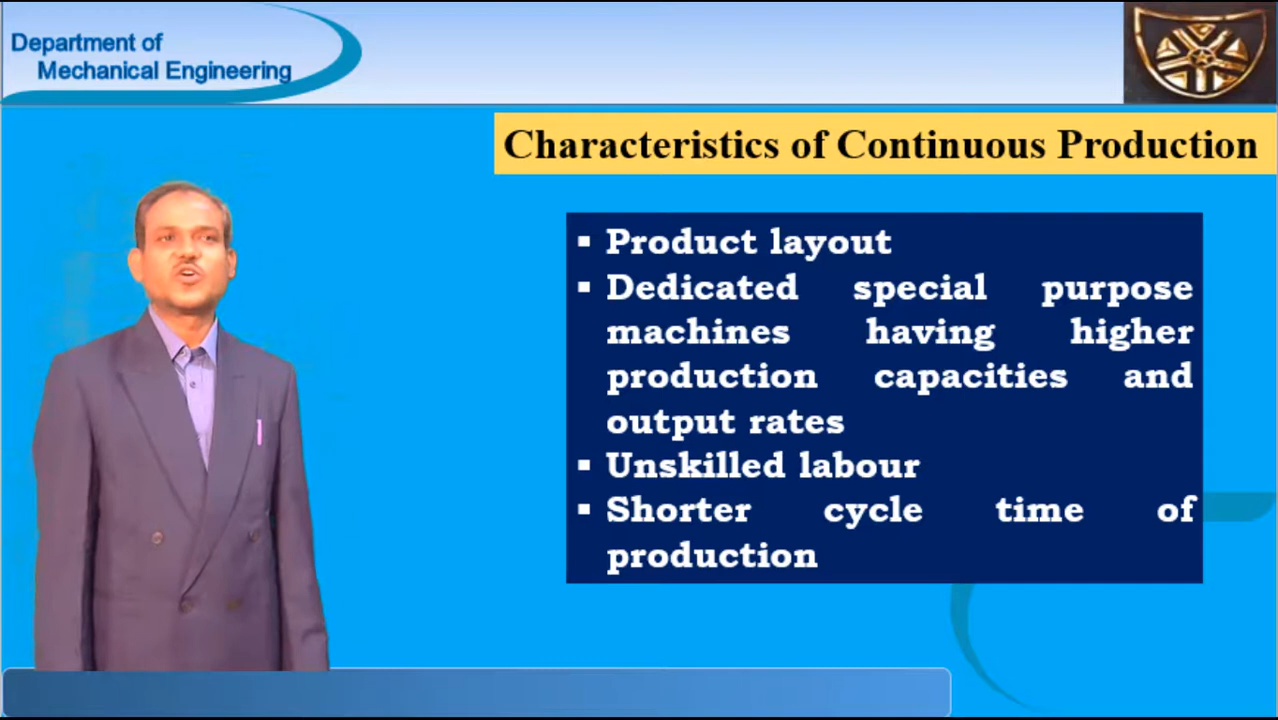 Department of
Mechanical Engineering
Characteristics of Continuous Production
▪ Product layout
▪ Dedicated special purpose
machines having higher
production capacities and
output rates
▪ Unskilled labour
▪ Shorter cycle time of
production